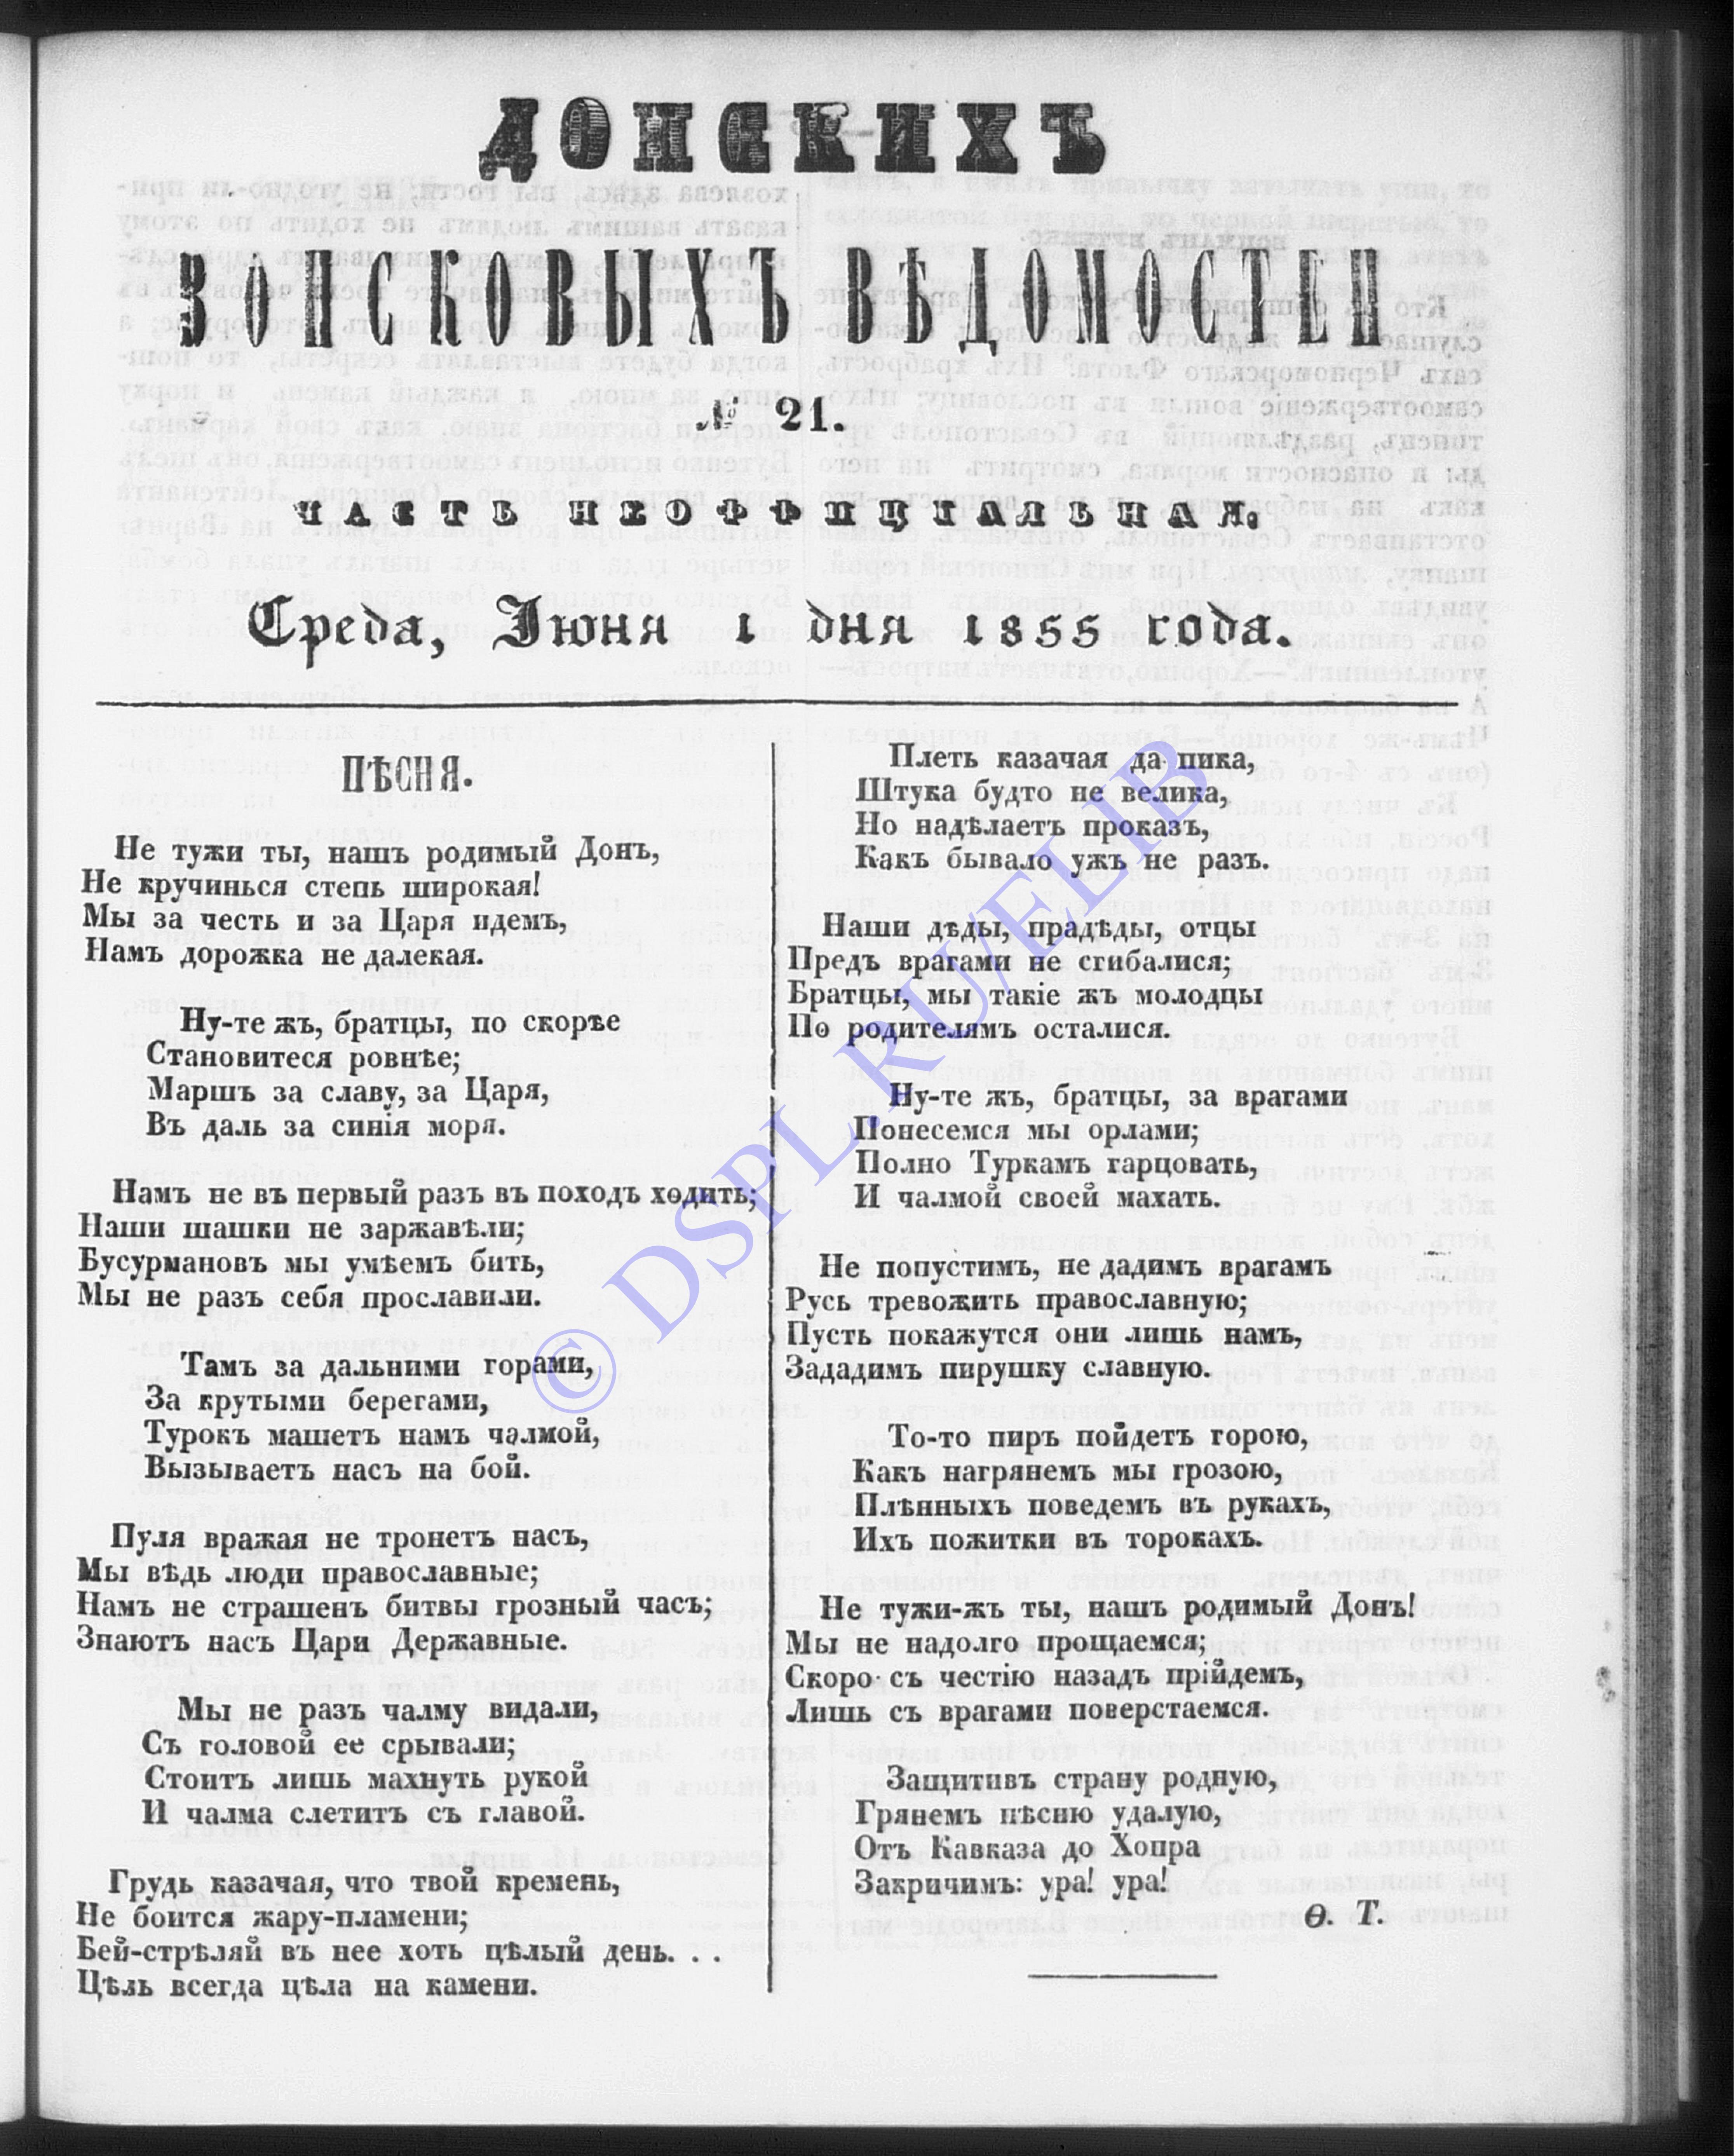 ДОНСКИХЪ
ВОЙСКОВЫХЪ ВѢДОМОСТЕЙ
№ 21.
ЧАСТЬ НЕОФФИЦІАЛЬНАЯ.
Среда, Іюня 1 дня 1855 года.
ПѢСНЯ.
Не тужи ты, нашъ родимый Донъ,
Не кручинься степь широкая!
Мы за честь и за Царя идемъ,
Намъ дорожка не далекая.
Ну-те жъ, братцы, по скорѣе
Становитеся ровнѣе;
Маршъ за славу, за Царя,
Въ даль за синія моря.
Намъ не въ первый разъ въ походъ ходить;
Наши шашки не заржавѣли;
Бусурмановъ мы умѣемъ бить,
Мы не разъ себя прославили.
Тамъ за дальними горами,
За крутыми берегами,
Турокъ машетъ намъ чалмой,
Вызываетъ насъ на бой.
Пуля вражая не тронетъ насъ,
Мы вѣдь люди православные;
Намъ не страшенъ битвы грозный часъ;
Знаютъ насъ Цари Державные.
Мы не разъ чалму видали,
Съ головой ее срывали;
Стоитъ лишь махнуть рукой
И чалма слетитъ съ главой.
Грудь казачая, что твой кремень,
Не боится жару-пламени;
Бей-стрѣляй въ нее хоть цѣлый день. . .
Цѣль всегда цѣла на камени.
Плеть казачая да пика,
Штука будто не велика,
Но надѣлаетъ проказъ,
Какъ бывало ужъ не разъ.
Наши дѣды, прадѣды, отцы
Предъ врагами не сгибалися;
Братцы, мы такіе жъ молодцы
По родителямъ осталися.
Ну-те жъ, братцы, за врагами
Понесемся мы орлами;
Полно Туркамъ гарцовать,
И чалмой своей махать.
Не попустимъ, не дадимъ врагамъ
Русь тревожить православную;
Пусть покажутся они лишь намъ,
Зададимъ пирушку славную.
То-то пиръ пойдетъ горою,
Какъ нагрянемъ мы грозою,
Плѣнныхъ поведемъ въ рукахъ,
Ихъ пожитки въ торокахъ.
Не тужи-жъ ты, нашъ родимый Донъ!
Мы не надолго прощаемся;
Скоро съ честію назадъ прійдемъ,
Лишь съ врагами поверстаемся.
Защитивъ страну родную,
Грянемъ пѣсню удалую,
Отъ Кавказа до Хопра
Закричимъ: ура! ура!
Ѳ. Т.
© DSPL.RU/ELIB